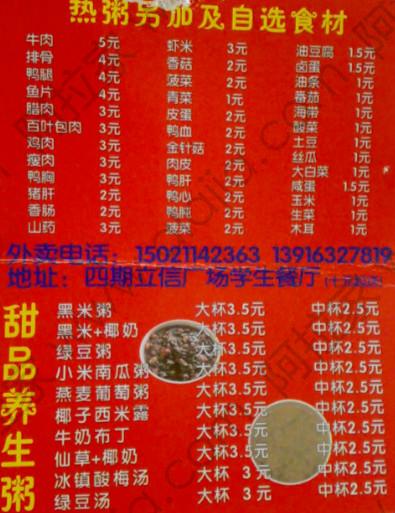 热粥另加及自选食材
牛肉 5元 虾米 3元 油豆腐 1.5元
排骨 4元 香菇 2元 卤蛋 1.5元
鸭腿 4元 菠菜 2元 油条 1元
鱼片 4元 青菜 1元 番茄 1元
腊肉 3元 皮蛋 2元 海带 1元
百叶包肉 3元 鸭血 2元 酸菜 1元
鸡肉 3元 金针菇 2元 土豆 1元
瘦肉 3元 肉皮 2元 丝瓜 1元
鸭胸 3元 鸭肝 2元 大白菜 1元
猪肝 2元 鸭心 2元 咸蛋 1.5元
香肠 2元 鸭肫 2元 玉米 1元
山药 3元 菠菜 2元 生菜 1元
木耳 1元
外卖电话：15021142363 13916327819
地址：四期立信广场学生餐厅
甜品养生粥
黑米粥 大杯3.5元 中杯2.5元
黑米+椰奶 大杯3.5元 中杯2.5元
绿豆粥 大杯3.5元 中杯2.5元
小米南瓜粥 大杯3.5元 中杯2.5元
燕麦葡萄粥 大杯3.5元 中杯2.5元
椰子西米露 大杯3.5元 中杯2.5元
牛奶布丁 大杯3.5元 中杯2.5元
仙草+椰奶 大杯3.5元 中杯2.5元
冰镇酸梅汤 大杯 3元 中杯2.5元
绿豆汤 大杯 3元 中杯2.5元